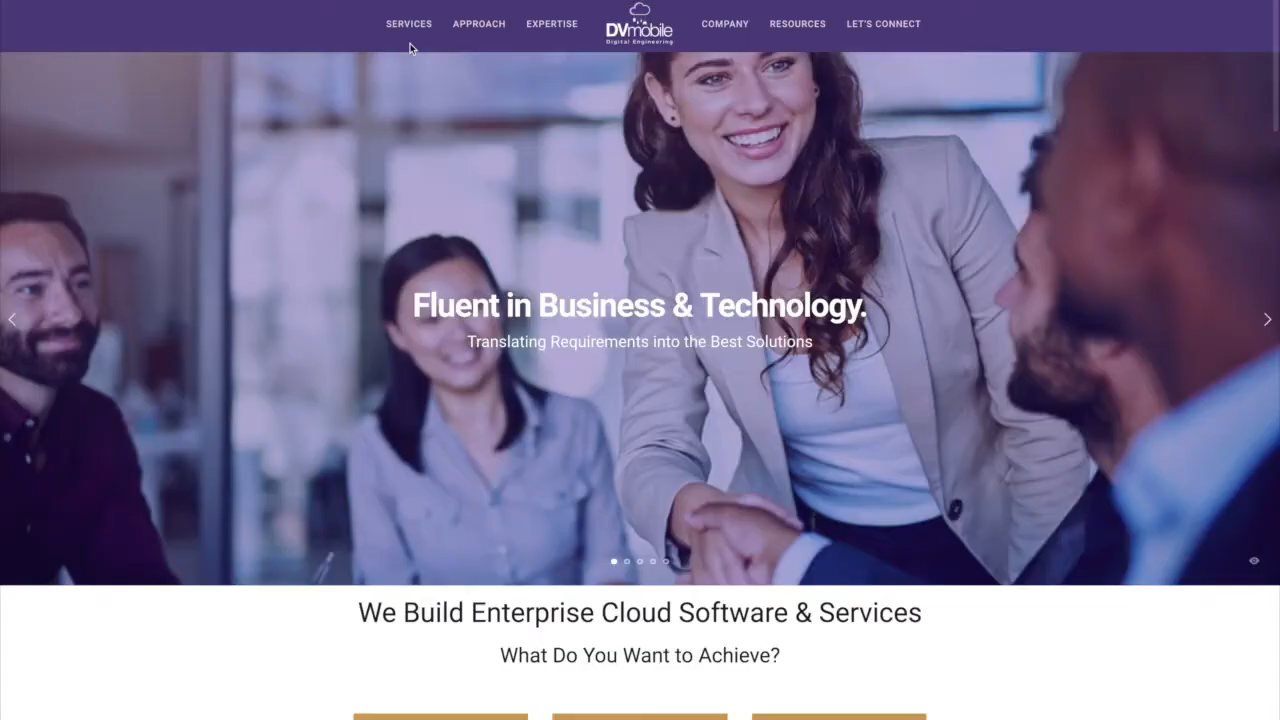 SERVICES APPROACH EXPERTISE DVmobile COMPANY RESOURCES LET'S CONNECT
Digital Engineering
Fluent in Business & Technology.
Translating Requirements into the Best Solutions
We Build Enterprise Cloud Software & Services
What Do You Want to Achieve?